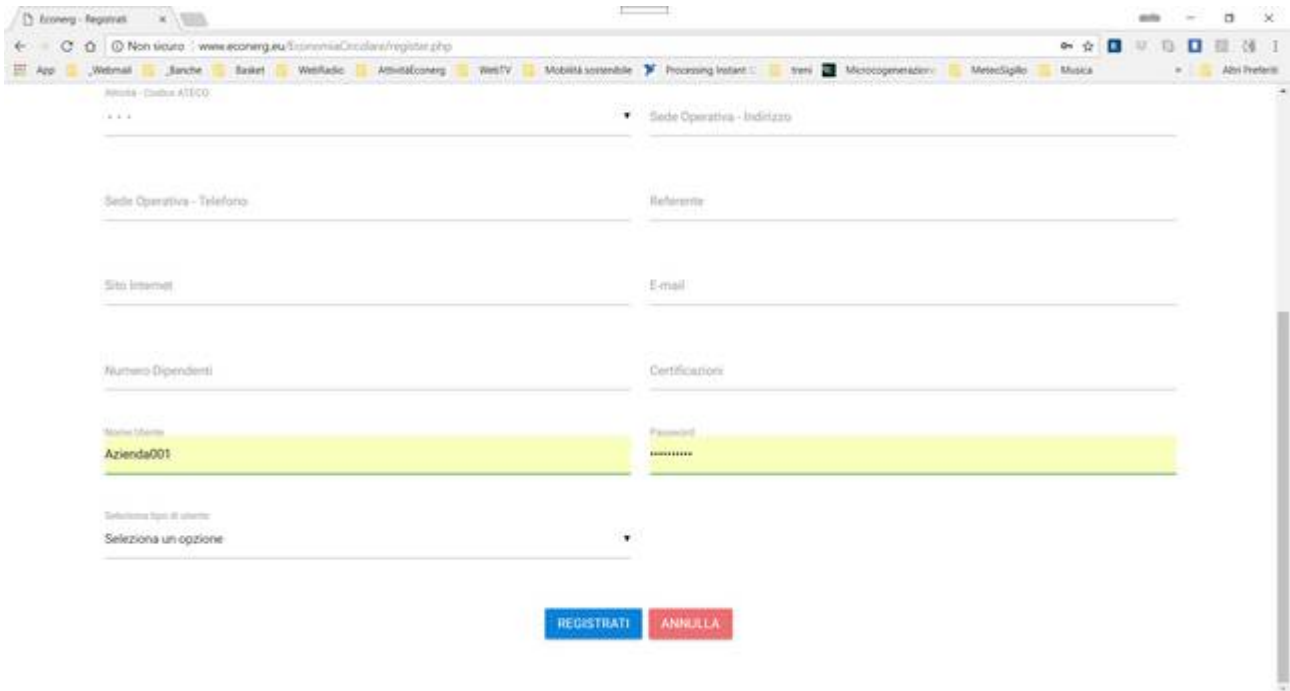 Econerg - Registrati
Non sicuro www.econerg.eu/EconomiaCircolare/register.php
App _Webmail _Banche Basket WebRadio AttivitàEconerg WebTV Mobilità sostenibile Processing Instant treni Microcogenerazion MeteoSigillo Musica » Altri Preferiti
Attività - Codice ATECO
- - -
Sede Operativa - Indirizzo
Sede Operativa - Telefono
Referente
Sito Internet
E-mail
Numero Dipendenti
Certificazioni
Nome Utente
Password
Azienda001
••••••••••
Seleziona tipo di utente
Seleziona un opzione
REGISTRATI
ANNULLA